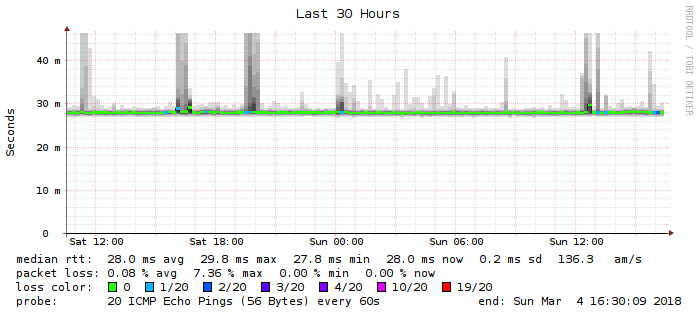 Last 30 Hours
RRDTOOL / TOBI OETIKER
Seconds
40 m
30 m
20 m
10 m
0
Sat 12:00 Sat 18:00 Sun 00:00 Sun 06:00 Sun 12:00
median rtt: 28.0 ms avg 29.8 ms max 27.8 ms min 28.0 ms now 0.2 ms sd 136.3 am/s
packet loss: 0.08 % avg 7.36 % max 0.00 % min 0.00 % now
loss color: 0 1/20 2/20 3/20 4/20 10/20 19/20
probe: 20 ICMP Echo Pings (56 Bytes) every 60s end: Sun Mar 4 16:30:09 2018